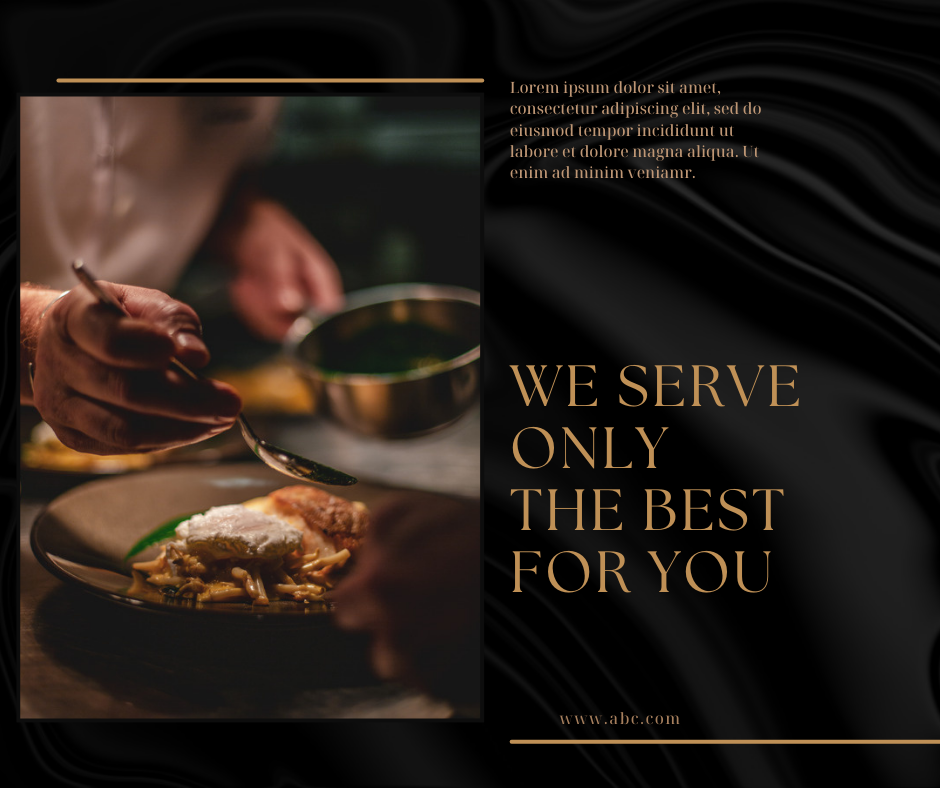 Lorem ipsum dolor sit amet,
consectetur adipiscing elit, sed do
eiusmod tempor incididunt ut
labore et dolore magna aliqua. Ut
enim ad minim veniamr.
WE SERVE
ONLY
THE BEST
FOR YOU
www.abc.com